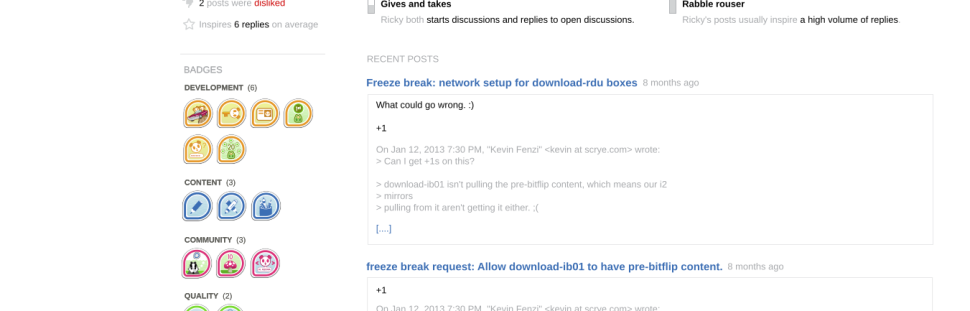 2 posts were disliked
Inspires 6 replies on average
BADGES
DEVELOPMENT (6)
CONTENT (3)
COMMUNITY (3)
QUALITY (2)
Gives and takes
Ricky both starts discussions and replies to open discussions.
Rabble rouser
Ricky's posts usually inspire a high volume of replies.
RECENT POSTS
Freeze break: network setup for download-rdu boxes 8 months ago
What could go wrong. :)
+1
On Jan 12, 2013 7:30 PM, "Kevin Fenzi" <kevin at scrye.com> wrote:
> Can I get +1s on this?
> download-ib01 isn't pulling the pre-bitflip content, which means our i2
> mirrors
> pulling from it aren't getting it either. :(
[....]
freeze break request: Allow download-ib01 to have pre-bitflip content. 8 months ago
+1
On Jan 12, 2013 7:30 PM, "Kevin Fenzi" <kevin at scrye.com> wrote: